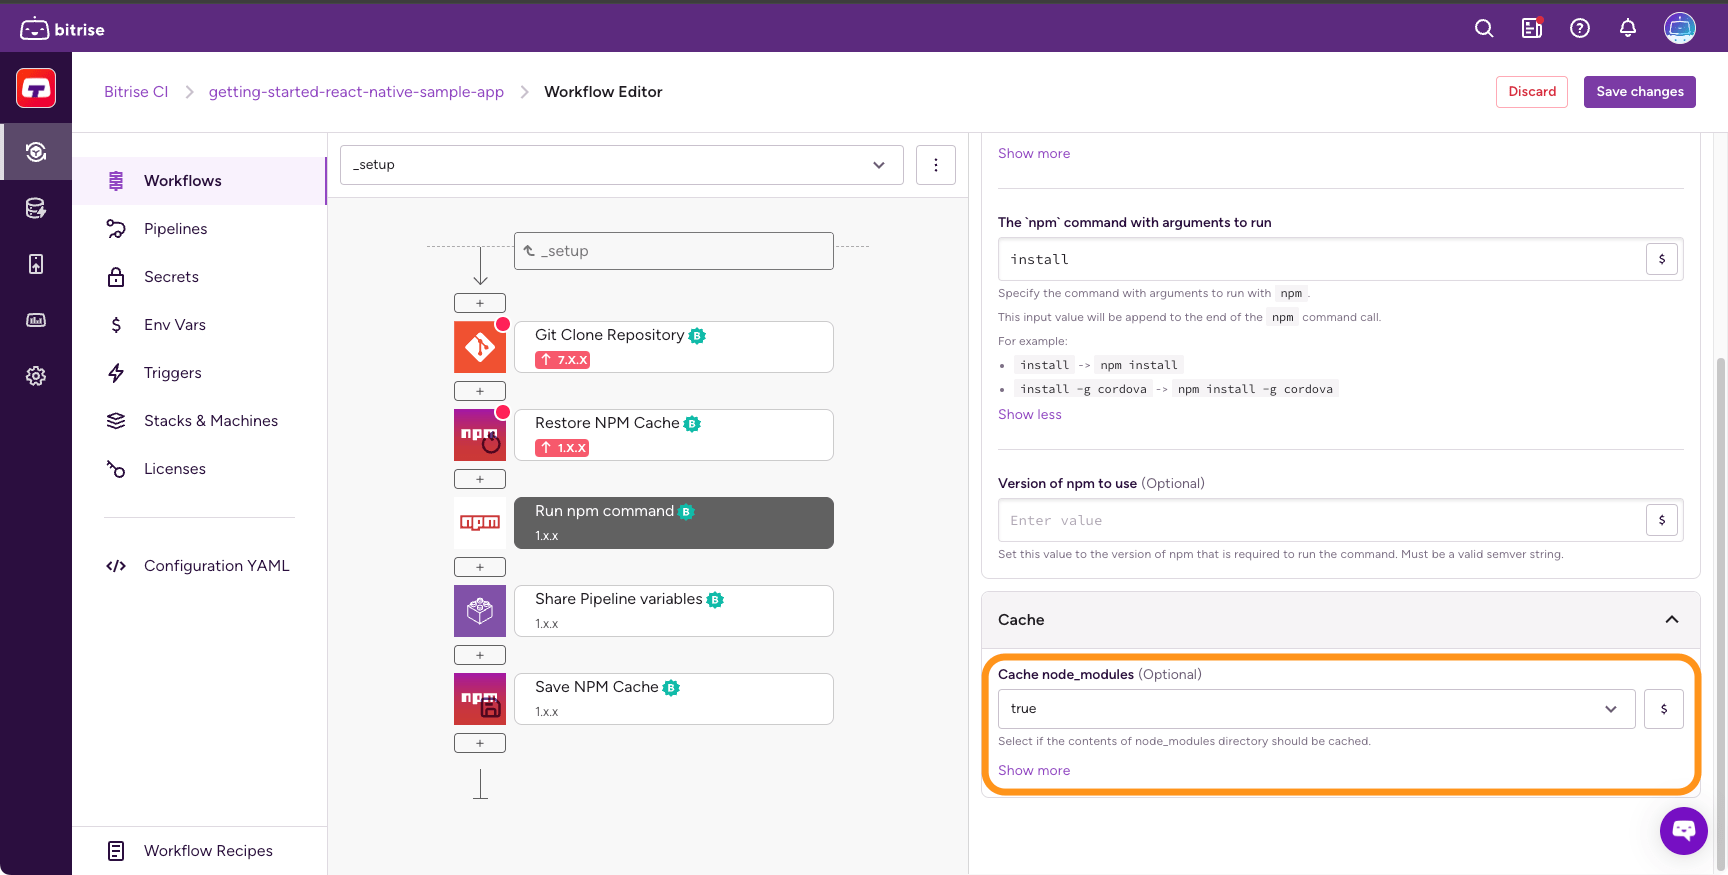 bitrise
Bitrise CI
getting-started-react-native-sample-app
Workflow Editor
Discard
Save changes
Workflows
Pipelines
Secrets
$ Env Vars
Triggers
Stacks & Machines
Licenses
</> Configuration YAML
Workflow Recipes
_setup
_setup
+
Git Clone Repository B
7.X.X
+
npm
Restore NPM Cache B
1.X.X
+
npm
Run npm command B
1.x.x
+
Share Pipeline variables B
1.x.x
+
npm
Save NPM Cache B
1.x.x
+
Show more
The `npm` command with arguments to run
install
$
Specify the command with arguments to run with npm.
This input value will be append to the end of the npm command call.
For example:
• install -> npm install
• install -g cordova -> npm install -g cordova
Show less
Version of npm to use (Optional)
Enter value
$
Set this value to the version of npm that is required to run the command. Must be a valid semver string.
Cache
Cache node_modules (Optional)
true
$
Select if the contents of node_modules directory should be cached.
Show more